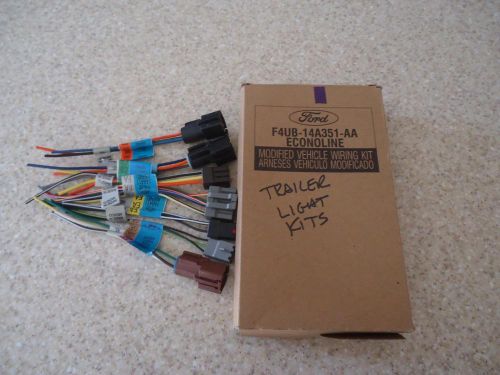 Ford
F4UB-14A351-AA
ECONOLINE
MODIFIED VEHICLE WIRING KIT
ARNESES VEHICULO MODIFICADO
TRAILER
LIGHT
KITS